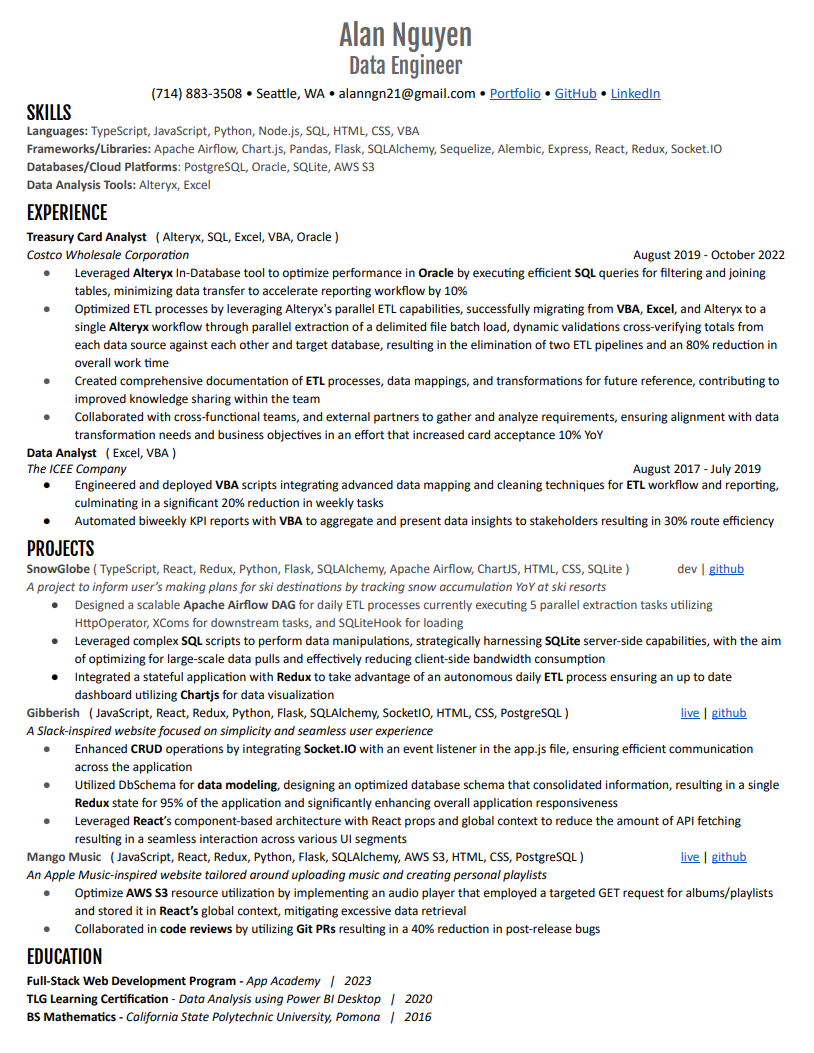 Alan Nguyen
Data Engineer
(714) 883-3508 • Seattle, WA • alanngn21@gmail.com • Portfolio • GitHub • LinkedIn
SKILLS
Languages: TypeScript, JavaScript, Python, Node.js, SQL, HTML, CSS, VBA
Frameworks/Libraries: Apache Airflow, Chart.js, Pandas, Flask, SQLAlchemy, Sequelize, Alembic, Express, React, Redux, Socket.IO
Databases/Cloud Platforms: PostgreSQL, Oracle, SQLite, AWS S3
Data Analysis Tools: Alteryx, Excel
EXPERIENCE
Treasury Card Analyst ( Alteryx, SQL, Excel, VBA, Oracle )
Costco Wholesale Corporation August 2019 - October 2022
● Leveraged Alteryx In-Database tool to optimize performance in Oracle by executing efficient SQL queries for filtering and joining
tables, minimizing data transfer to accelerate reporting workflow by 10%
● Optimized ETL processes by leveraging Alteryx's parallel ETL capabilities, successfully migrating from VBA, Excel, and Alteryx to a
single Alteryx workflow through parallel extraction of a delimited file batch load, dynamic validations cross-verifying totals from
each data source against each other and target database, resulting in the elimination of two ETL pipelines and an 80% reduction in
overall work time
● Created comprehensive documentation of ETL processes, data mappings, and transformations for future reference, contributing to
improved knowledge sharing within the team
● Collaborated with cross-functional teams, and external partners to gather and analyze requirements, ensuring alignment with data
transformation needs and business objectives in an effort that increased card acceptance 10% YoY
Data Analyst ( Excel, VBA )
The ICEE Company August 2017 - July 2019
● Engineered and deployed VBA scripts integrating advanced data mapping and cleaning techniques for ETL workflow and reporting,
culminating in a significant 20% reduction in weekly tasks
● Automated biweekly KPI reports with VBA to aggregate and present data insights to stakeholders resulting in 30% route efficiency
PROJECTS
SnowGlobe ( TypeScript, React, Redux, Python, Flask, SQLAlchemy, Apache Airflow, ChartJS, HTML, CSS, SQLite ) dev | github
A project to inform user's making plans for ski destinations by tracking snow accumulation YoY at ski resorts
● Designed a scalable Apache Airflow DAG for daily ETL processes currently executing 5 parallel extraction tasks utilizing
HttpOperator, XComs for downstream tasks, and SQLiteHook for loading
● Leveraged complex SQL scripts to perform data manipulations, strategically harnessing SQLite server-side capabilities, with the aim
of optimizing for large-scale data pulls and effectively reducing client-side bandwidth consumption
● Integrated a stateful application with Redux to take advantage of an autonomous daily ETL process ensuring an up to date
dashboard utilizing Chartjs for data visualization
Gibberish ( JavaScript, React, Redux, Python, Flask, SQLAlchemy, SocketIO, HTML, CSS, PostgreSQL ) live | github
A Slack-inspired website focused on simplicity and seamless user experience
● Enhanced CRUD operations by integrating Socket.IO with an event listener in the app.js file, ensuring efficient communication
across the application
● Utilized DbSchema for data modeling, designing an optimized database schema that consolidated information, resulting in a single
Redux state for 95% of the application and significantly enhancing overall application responsiveness
● Leveraged React's component-based architecture with React props and global context to reduce the amount of API fetching
resulting in a seamless interaction across various UI segments
Mango Music ( JavaScript, React, Redux, Python, Flask, SQLAlchemy, AWS S3, HTML, CSS, PostgreSQL ) live | github
An Apple Music-inspired website tailored around uploading music and creating personal playlists
● Optimize AWS S3 resource utilization by implementing an audio player that employed a targeted GET request for albums/playlists
and stored it in React's global context, mitigating excessive data retrieval
● Collaborated in code reviews by utilizing Git PRs resulting in a 40% reduction in post-release bugs
EDUCATION
Full-Stack Web Development Program - App Academy | 2023
TLG Learning Certification - Data Analysis using Power BI Desktop | 2020
BS Mathematics - California State Polytechnic University, Pomona | 2016